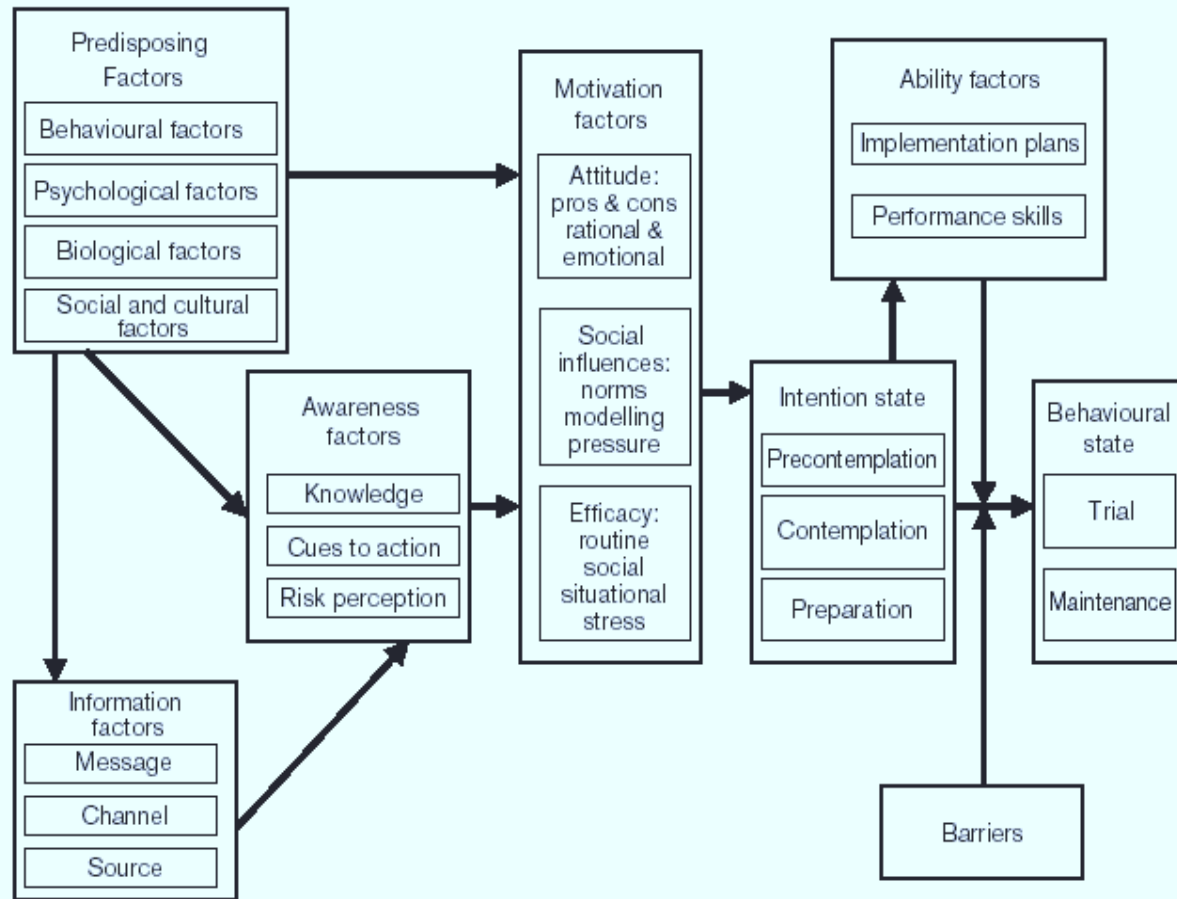 Predisposing
Factors
Behavioural factors
Psychological factors
Biological factors
Social and cultural
factors
Awareness
factors
Knowledge
Cues to action
Risk perception
Information
factors
Message
Channel
Source
Motivation
factors
Attitude:
pros & cons
rational &
emotional
Social
influences:
norms
modelling
pressure
Efficacy:
routine
social
situational
stress
Intention state
Precontemplation
Contemplation
Preparation
Ability factors
Implementation plans
Performance skills
Behavioural
state
Trial
Maintenance
Barriers